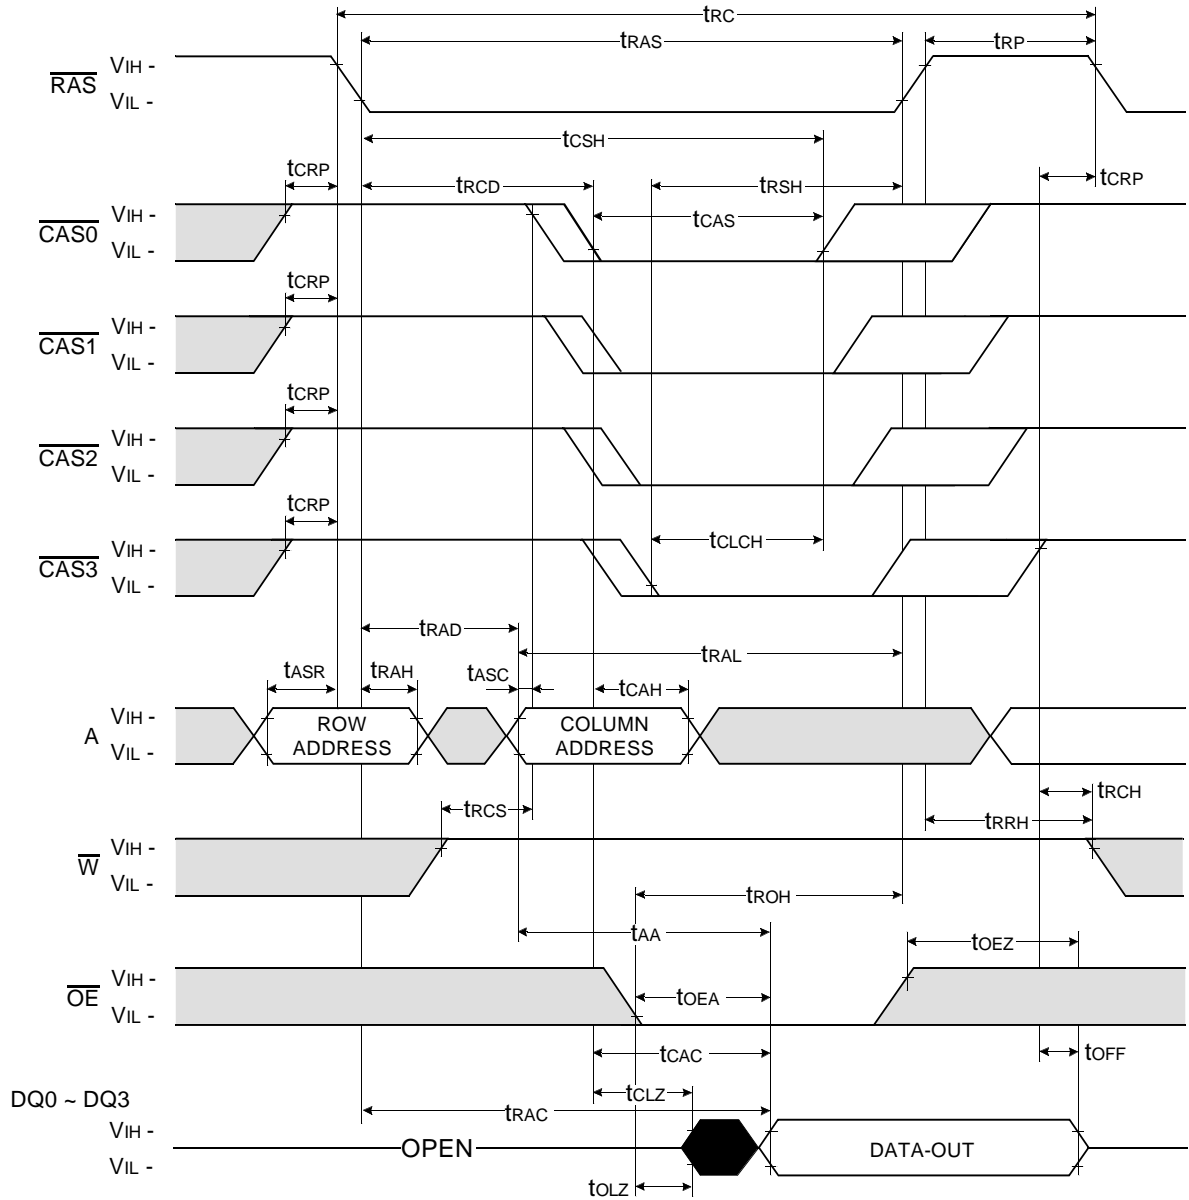 tRC
tRAS
tRP
RAS
VIH -
VIL -
tCSH
tCRP
tRCD
tRSH
tCRP
CAS0
VIH -
VIL -
tCAS
tCRP
CAS1
VIH -
VIL -
tCRP
CAS2
VIH -
VIL -
tCRP
CAS3
VIH -
VIL -
tCLCH
tRAD
tRAL
tASR
tRAH
tASC
tCAH
A
VIH -
VIL -
ROW
ADDRESS
COLUMN
ADDRESS
tRCS
tRCH
tRRH
W
VIH -
VIL -
tROH
tAA
tOEZ
OE
VIH -
VIL -
tOEA
tCAC
tOFF
tCLZ
tRAC
DQ0 ~ DQ3
VIH -
VIL -
OPEN
DATA-OUT
tOLZ